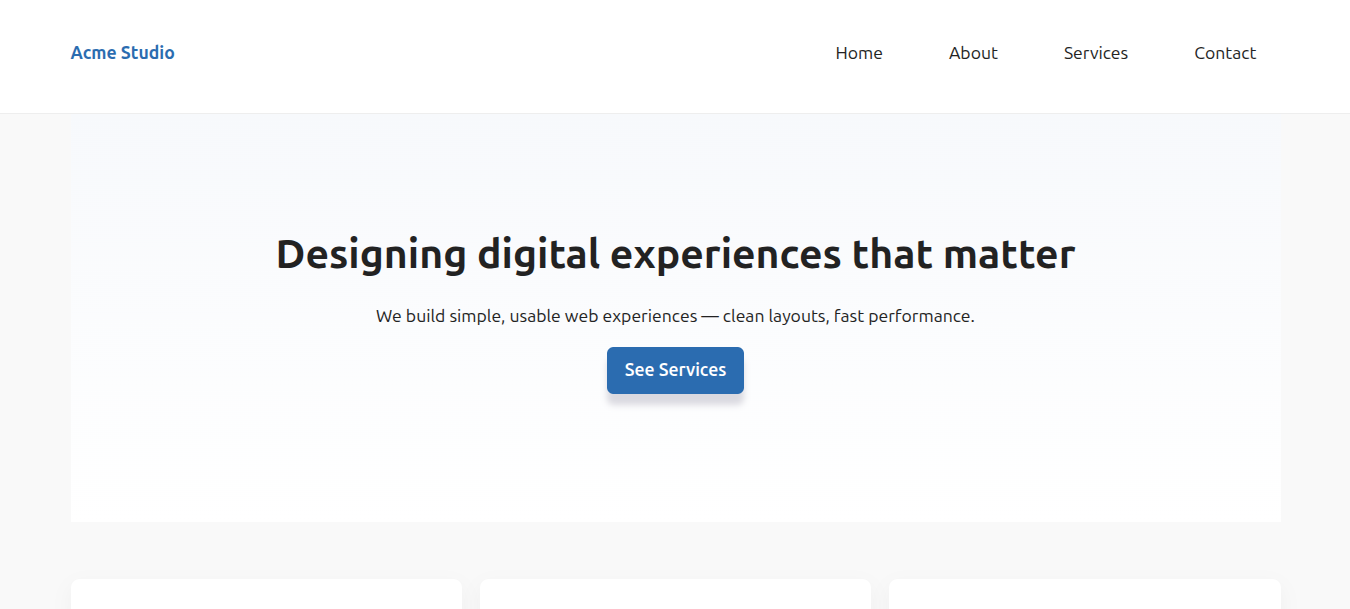 Acme Studio
Home About Services Contact
Designing digital experiences that matter
We build simple, usable web experiences — clean layouts, fast performance.
See Services